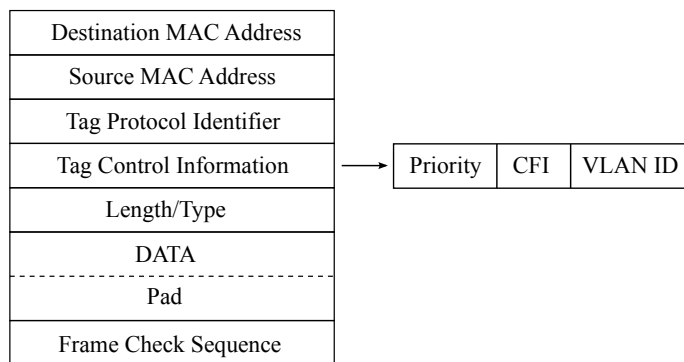 Destination MAC Address
Source MAC Address
Tag Protocol Identifier
Tag Control Information
Priority CFI VLAN ID
Length/Type
DATA
Pad
Frame Check Sequence